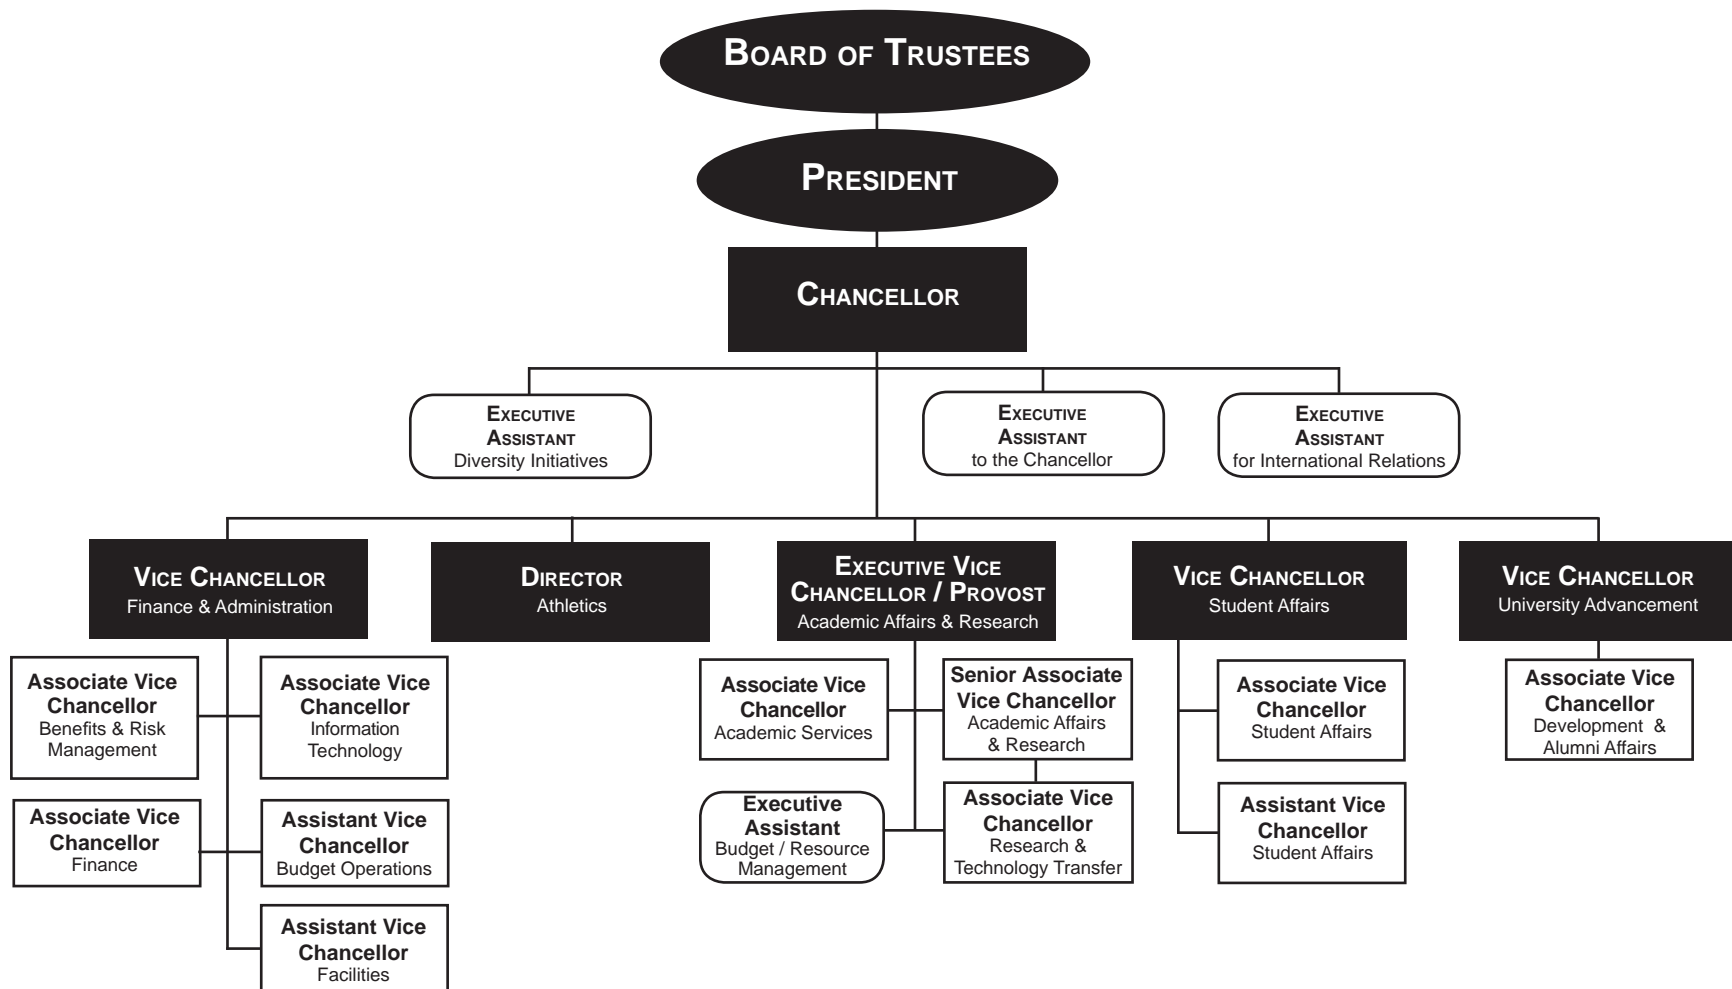 BOARD OF TRUSTEES
PRESIDENT
CHANCELLOR
EXECUTIVE
ASSISTANT
Diversity Initiatives
EXECUTIVE
ASSISTANT
to the Chancellor
EXECUTIVE
ASSISTANT
for International Relations
VICE CHANCELLOR
Finance & Administration
DIRECTOR
Athletics
EXECUTIVE VICE
CHANCELLOR / PROVOST
Academic Affairs & Research
VICE CHANCELLOR
Student Affairs
VICE CHANCELLOR
University Advancement
Associate Vice
Chancellor
Benefits & Risk
Management
Associate Vice
Chancellor
Information
Technology
Associate Vice
Chancellor
Academic Services
Senior Associate
Vice Chancellor
Academic Affairs
& Research
Associate Vice
Chancellor
Student Affairs
Associate Vice
Chancellor
Development &
Alumni Affairs
Associate Vice
Chancellor
Finance
Assistant Vice
Chancellor
Budget Operations
Executive
Assistant
Budget / Resource
Management
Associate Vice
Chancellor
Research &
Technology Transfer
Assistant Vice
Chancellor
Student Affairs
Assistant Vice
Chancellor
Facilities